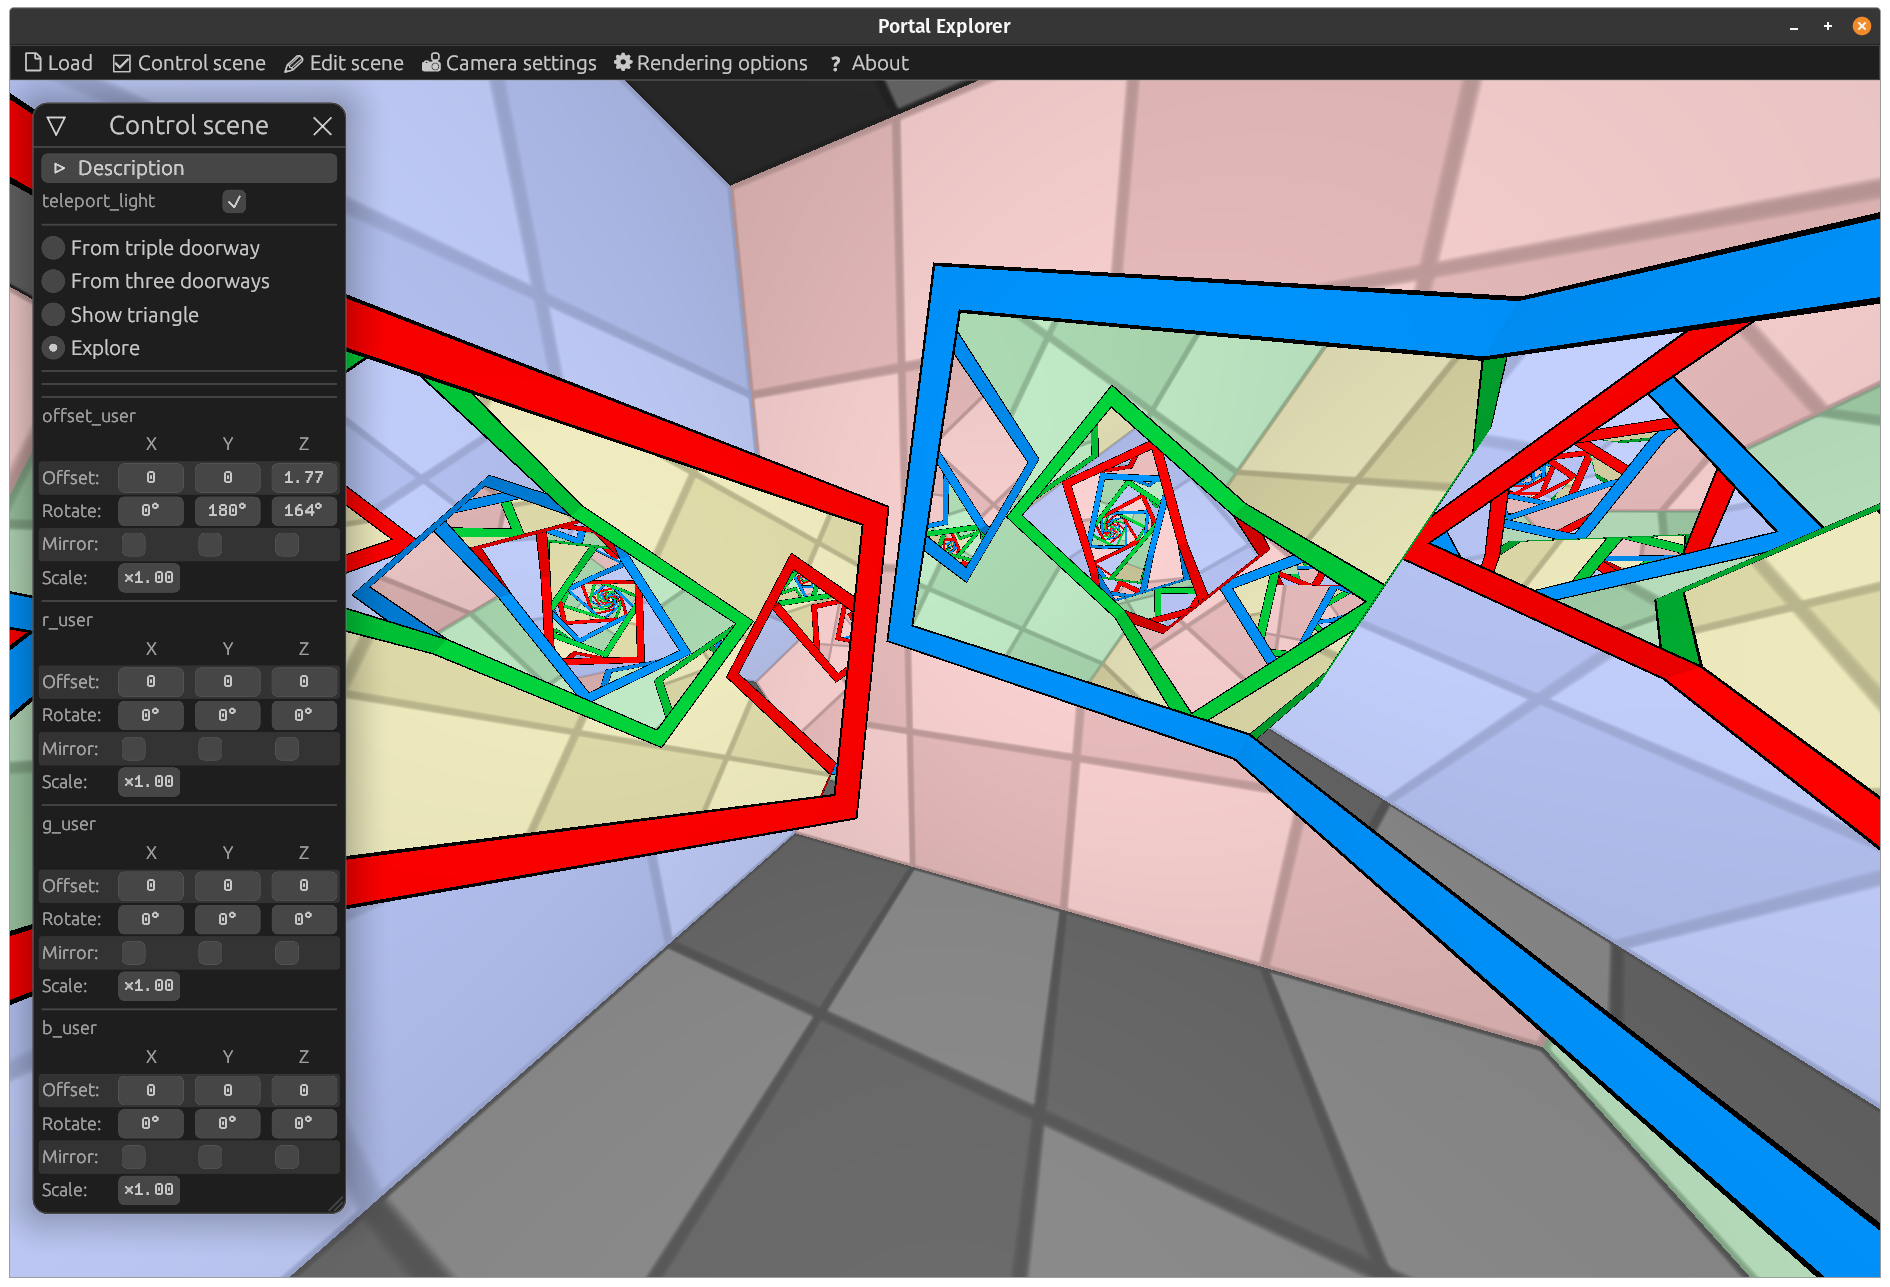 Portal Explorer
Load Control scene Edit scene Camera settings Rendering options ? About
Control scene
Description
teleport_light
From triple doorway
From three doorways
Show triangle
Explore
offset_user
X Y Z
Offset: 0 0 1.77
Rotate: 0° 180° 164°
Mirror:
Scale: ×1.00
r_user
X Y Z
Offset: 0 0 0
Rotate: 0° 0° 0°
Mirror:
Scale: ×1.00
g_user
X Y Z
Offset: 0 0 0
Rotate: 0° 0° 0°
Mirror:
Scale: ×1.00
b_user
X Y Z
Offset: 0 0 0
Rotate: 0° 0° 0°
Mirror:
Scale: ×1.00